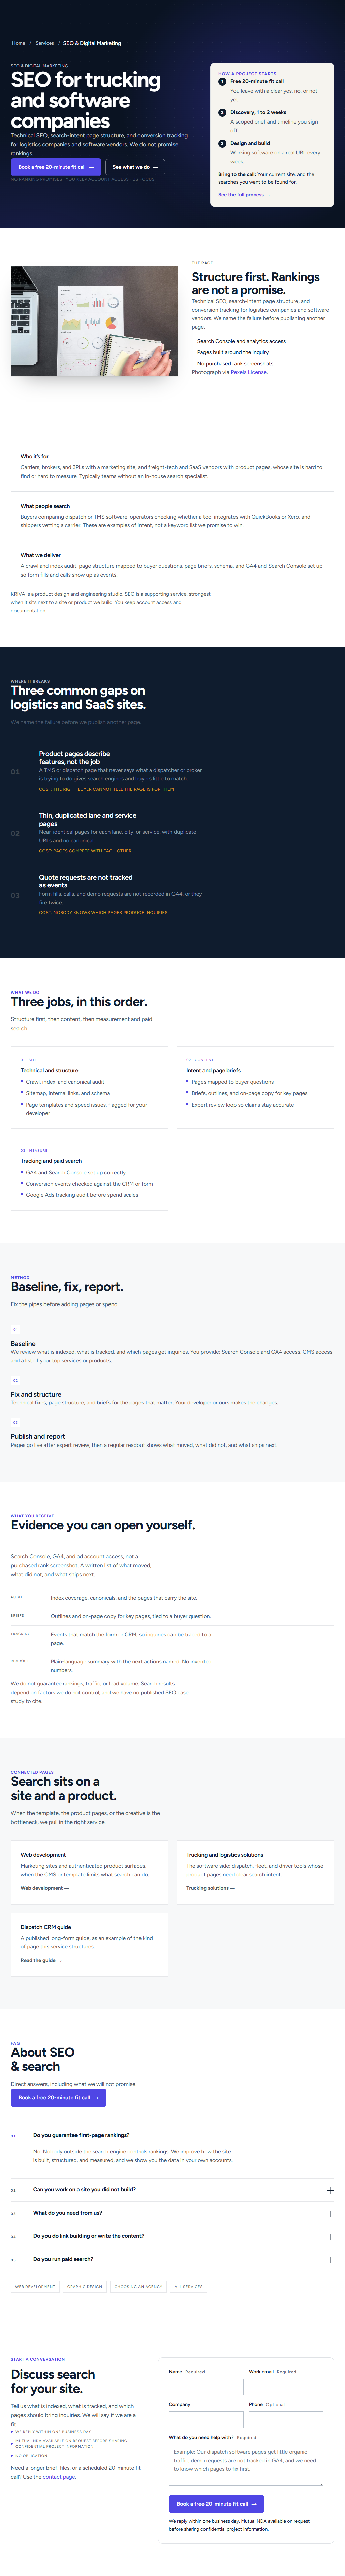 Home / Services / SEO & Digital Marketing
SEO & DIGITAL MARKETING
SEO for trucking
and software
companies
Technical SEO, search-intent page structure, and conversion tracking
for logistics companies and software vendors. We do not promise
rankings.
Book a free 20-minute fit call →
See what we do →
NO RANKING PROMISES · YOU KEEP ACCOUNT ACCESS · US FOCUS
HOW A PROJECT STARTS
1 Free 20-minute fit call
You leave with a clear yes, no, or not
yet.
2 Discovery, 1 to 2 weeks
A scoped brief and timeline you sign
off.
3 Design and build
Working software on a real URL every
week.
Bring to the call: Your current site, and the
searches you want to be found for.
See the full process →
THE PAGE
Structure first. Rankings
are not a promise.
Technical SEO, search-intent page structure, and
conversion tracking for logistics companies and software
vendors. We name the failure before publishing another
page.
Search Console and analytics access
Pages built around the inquiry
No purchased rank screenshots
Photograph via Pexels License.
Who it's for
Carriers, brokers, and 3PLs with a marketing site, and freight-tech and SaaS vendors with product pages, whose site is hard to
find or hard to measure. Typically teams without an in-house search specialist.
What people search
Buyers comparing dispatch or TMS software, operators checking whether a tool integrates with QuickBooks or Xero, and
shippers vetting a carrier. These are examples of intent, not a keyword list we promise to win.
What we deliver
A crawl and index audit, page structure mapped to buyer questions, page briefs, schema, and GA4 and Search Console set up
so form fills and calls show up as events.
KRIVA is a product design and engineering studio. SEO is a supporting service, strongest
when it sits next to a site or product we build. You keep account access and
documentation.
WHERE IT BREAKS
Three common gaps on
logistics and SaaS sites.
We name the failure before we publish another page.
01
Product pages describe
features, not the job
A TMS or dispatch page that never says what a dispatcher or broker
is trying to do gives search engines and buyers little to match.
COST: THE RIGHT BUYER CANNOT TELL THE PAGE IS FOR THEM
02
Thin, duplicated lane and service
pages
Near-identical pages for each lane, city, or service, with duplicate
URLs and no canonical.
COST: PAGES COMPETE WITH EACH OTHER
03
Quote requests are not tracked
as events
Form fills, calls, and demo requests are not recorded in GA4, or they
fire twice.
COST: NOBODY KNOWS WHICH PAGES PRODUCE INQUIRIES
WHAT WE DO
Three jobs, in this order.
Structure first, then content, then measurement and paid
search.
01 · SITE
Technical and structure
Crawl, index, and canonical audit
Sitemap, internal links, and schema
Page templates and speed issues, flagged for your
developer
02 · CONTENT
Intent and page briefs
Pages mapped to buyer questions
Briefs, outlines, and on-page copy for key pages
Expert review loop so claims stay accurate
03 · MEASURE
Tracking and paid search
GA4 and Search Console set up correctly
Conversion events checked against the CRM or form
Google Ads tracking audit before spend scales
METHOD
Baseline, fix, report.
Fix the pipes before adding pages or spend.
01
Baseline
We review what is indexed, what is tracked, and which pages get inquiries. You provide: Search Console and GA4 access, CMS access,
and a list of your top services or products.
02
Fix and structure
Technical fixes, page structure, and briefs for the pages that matter. Your developer or ours makes the changes.
03
Publish and report
Pages go live after expert review, then a regular readout shows what moved, what did not, and what ships next.
WHAT YOU RECEIVE
Evidence you can open yourself.
Search Console, GA4, and ad account access, not a
purchased rank screenshot. A written list of what moved,
what did not, and what ships next.
AUDIT Index coverage, canonicals, and the pages that carry the site.
BRIEFS Outlines and on-page copy for key pages, tied to a buyer question.
TRACKING Events that match the form or CRM, so inquiries can be traced to a
page.
READOUT Plain-language summary with the next actions named. No invented
numbers.
We do not guarantee rankings, traffic, or lead volume. Search results
depend on factors we do not control, and we have no published SEO case
study to cite.
CONNECTED PAGES
Search sits on a
site and a product.
When the template, the product pages, or the creative is the
bottleneck, we pull in the right service.
Web development
Marketing sites and authenticated product surfaces,
when the CMS or template limits what search can do.
Web development →
Trucking and logistics solutions
The software side: dispatch, fleet, and driver tools whose
product pages need clear search intent.
Trucking solutions →
Dispatch CRM guide
A published long-form guide, as an example of the kind
of page this service structures.
Read the guide →
FAQ
About SEO
& search
Direct answers, including what we will not promise.
Book a free 20-minute fit call →
01 Do you guarantee first-page rankings?
No. Nobody outside the search engine controls rankings. We improve how the site
is built, structured, and measured, and we show you the data in your own accounts.
02 Can you work on a site you did not build?
03 What do you need from us?
04 Do you do link building or write the content?
05 Do you run paid search?
WEB DEVELOPMENT
GRAPHIC DESIGN
CHOOSING AN AGENCY
ALL SERVICES
START A CONVERSATION
Discuss search
for your site.
Tell us what is indexed, what is tracked, and which
pages should bring inquiries. We will say if we are a
fit.
WE REPLY WITHIN ONE BUSINESS DAY
MUTUAL NDA AVAILABLE ON REQUEST BEFORE SHARING
CONFIDENTIAL PROJECT INFORMATION.
NO OBLIGATION
Need a longer brief, files, or a scheduled 20-minute fit
call? Use the contact page.
Name Required
Work email Required
Company
Phone Optional
What do you need help with? Required
Example: Our dispatch software pages get little organic
traffic, demo requests are not tracked in GA4, and we need
to know which pages to fix first.
Book a free 20-minute fit call →
We reply within one business day. Mutual NDA available on request
before sharing confidential project information.